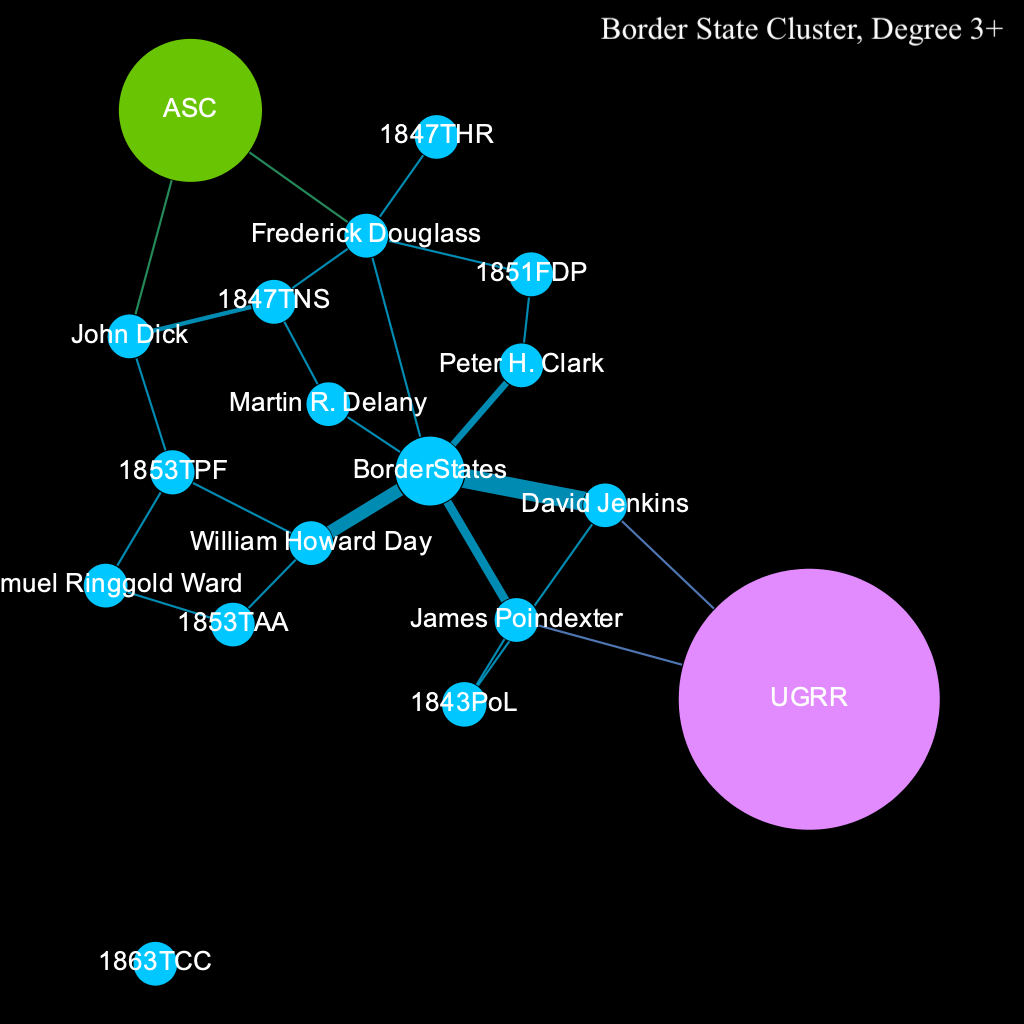 Border State Cluster, Degree 3+
ASC
1847THR
Frederick Douglass
1851FDP
1847TNS
John Dick
Peter H. Clark
Martin R. Delany
BorderStates
1853TPF
David Jenkins
William Howard Day
muel Ringgold Ward
1853TAA
James Poindexter
UGRR
1843PoL
1863TCC